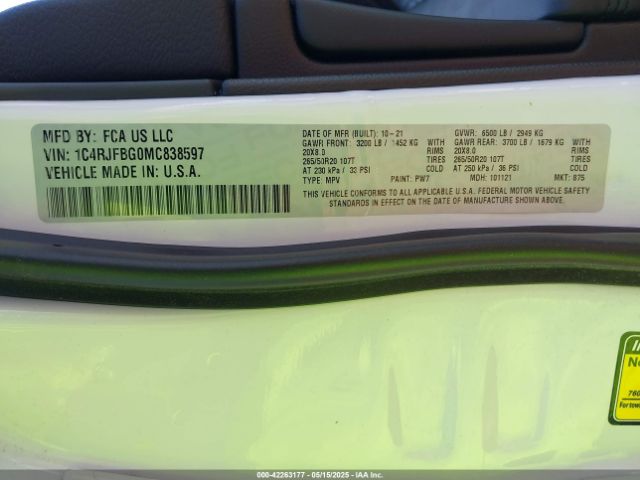 MFD BY: FCA US LLC
VIN: 1C4RJFBG0MC838597
VEHICLE MADE IN U.S.A.
DATE OF MFR (BUILT): 10-21 GVWR: 6500 LB / 2949 KG
GAWR FRONT: 3200 LB / 1452 KG GAWR REAR: 3700 LB / 1679 KG
20X8.0 RIMS 20X8.0 RIMS
265/50R20 107T TIRES 265/50R20 107T TIRES
AT 230 kPa / 33 PSI COLD AT 250 kPa / 36 PSI COLD
TYPE: MPV PAINT: PW7 MDH: 101121 MKT: 875
THIS VEHICLE CONFORMS TO ALL APPLICABLE U.S.A. FEDERAL MOTOR VEHICLE SAFETY
STANDARDS IN EFFECT ON THE DATE OF MANUFACTURE SHOWN ABOVE.
760
For tow
000-42263177 - 05/15/2025 - IAA Inc.